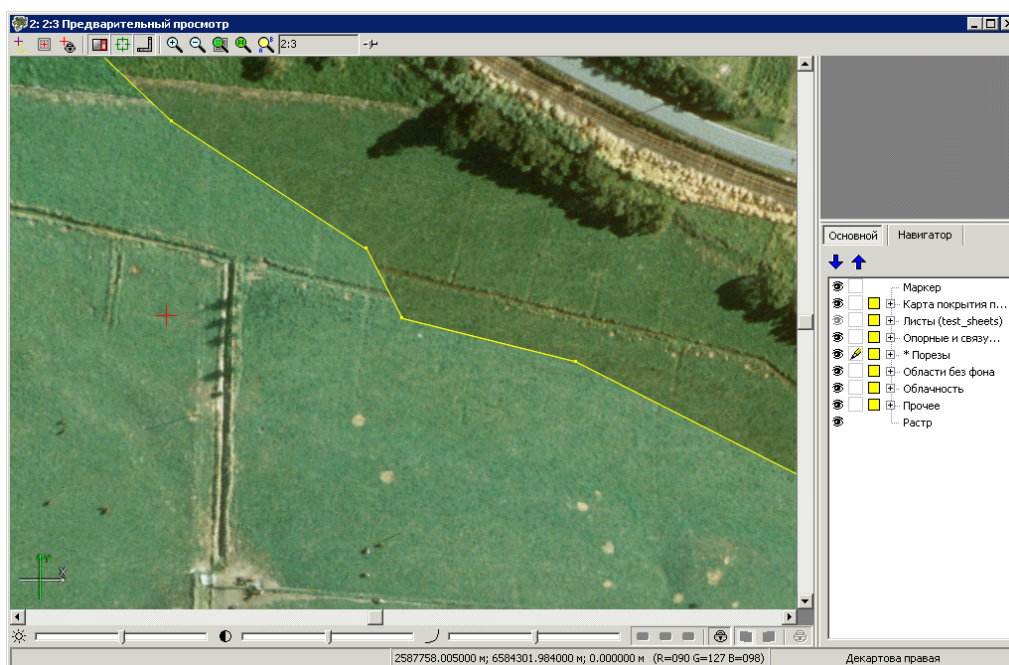 2: 2:3 Предварительный просмотр
2:3
Основной
Навигатор
Маркер
Карта покрытия п...
Листы (test_sheets)
Опорные и связу...
* Порезы
Области без фона
Облачность
Прочее
Растр
Y
X
2587758.005000 м; 6584301.984000 м; 0.000000 м (R=090 G=127 B=098)
Декартова правая